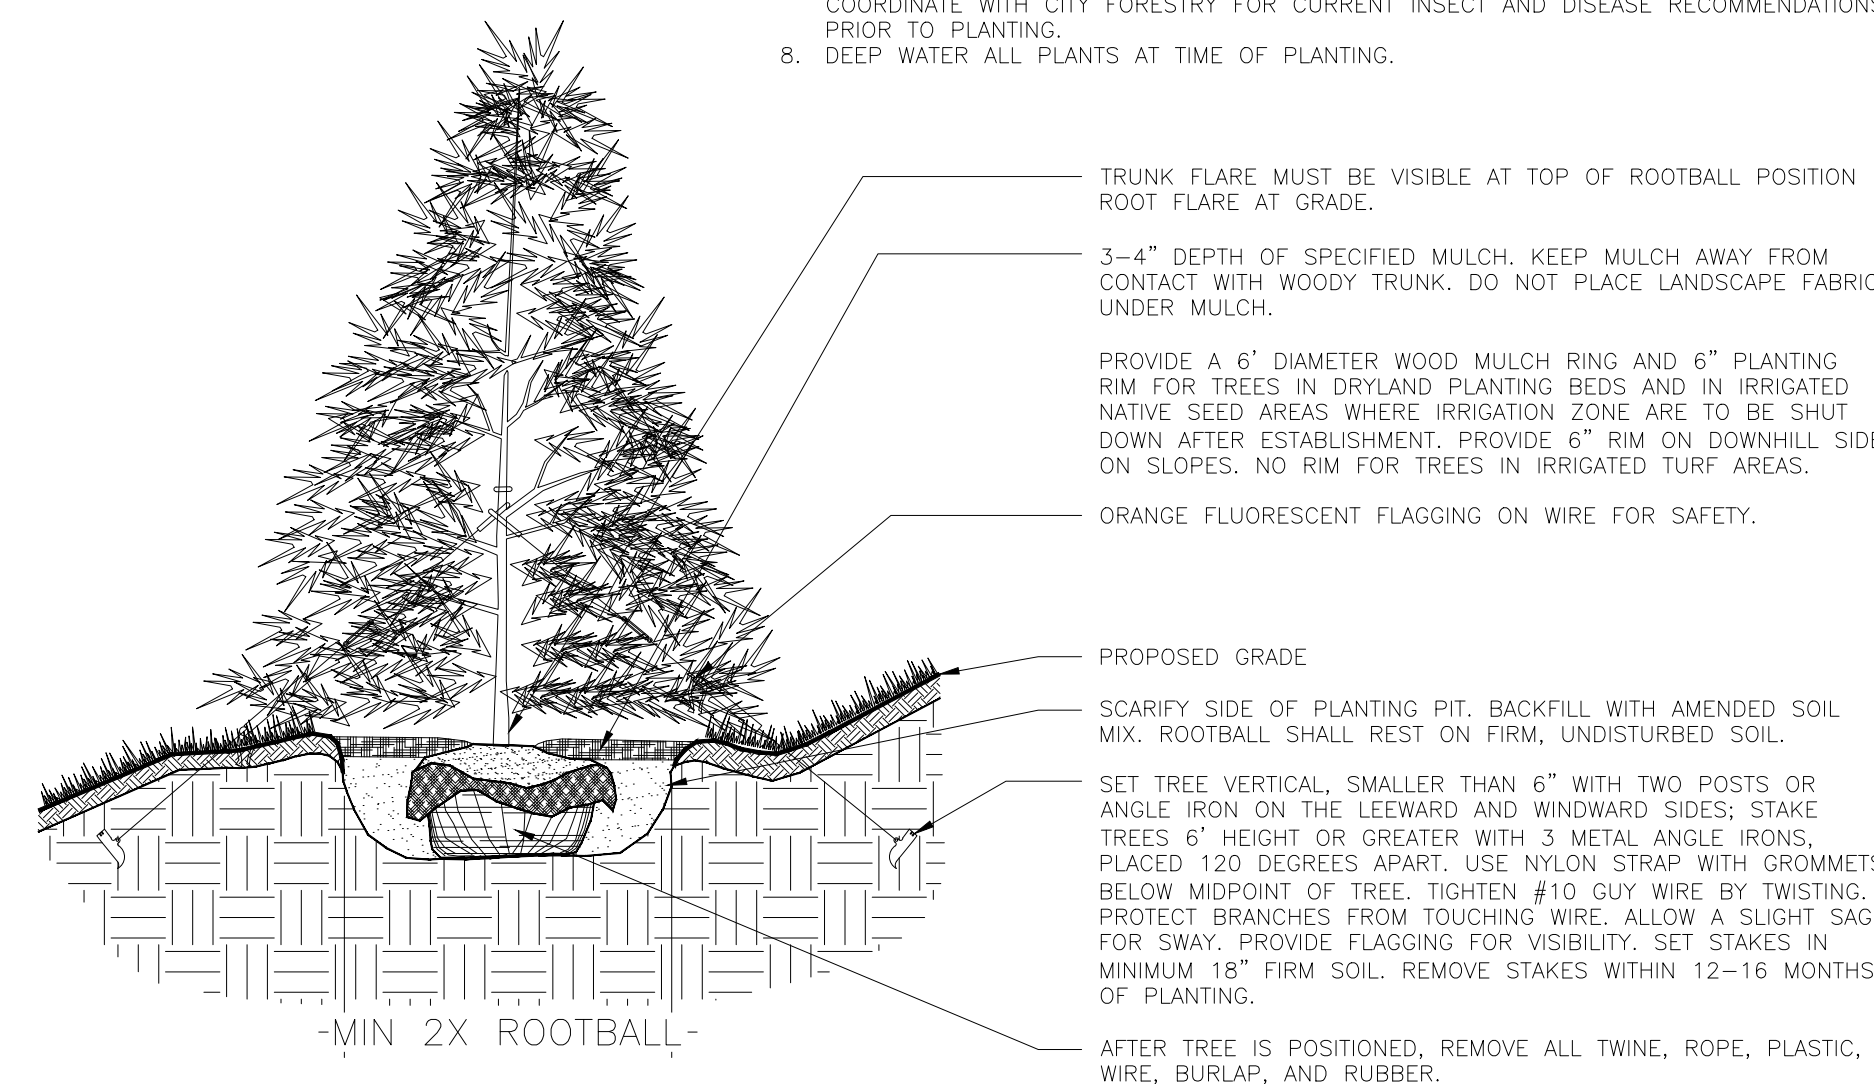 COORDINATE WITH CITY FORESTRY FOR CURRENT INSECT AND DISEASE RECOMMENDATIONS
PRIOR TO PLANTING.
8. DEEP WATER ALL PLANTS AT TIME OF PLANTING.
TRUNK FLARE MUST BE VISIBLE AT TOP OF ROOTBALL POSITION
ROOT FLARE AT GRADE.
3–4” DEPTH OF SPECIFIED MULCH. KEEP MULCH AWAY FROM
CONTACT WITH WOODY TRUNK. DO NOT PLACE LANDSCAPE FABRIC
UNDER MULCH.
PROVIDE A 6’ DIAMETER WOOD MULCH RING AND 6” PLANTING
RIM FOR TREES IN DRYLAND PLANTING BEDS AND IN IRRIGATED
NATIVE SEED AREAS WHERE IRRIGATION ZONE ARE TO BE SHUT
DOWN AFTER ESTABLISHMENT. PROVIDE 6” RIM ON DOWNHILL SIDE
ON SLOPES. NO RIM FOR TREES IN IRRIGATED TURF AREAS.
ORANGE FLUORESCENT FLAGGING ON WIRE FOR SAFETY.
PROPOSED GRADE
SCARIFY SIDE OF PLANTING PIT. BACKFILL WITH AMENDED SOIL
MIX. ROOTBALL SHALL REST ON FIRM, UNDISTURBED SOIL.
SET TREE VERTICAL, SMALLER THAN 6” WITH TWO POSTS OR
ANGLE IRON ON THE LEEWARD AND WINDWARD SIDES; STAKE
TREES 6’ HEIGHT OR GREATER WITH 3 METAL ANGLE IRONS,
PLACED 120 DEGREES APART. USE NYLON STRAP WITH GROMMETS
BELOW MIDPOINT OF TREE. TIGHTEN #10 GUY WIRE BY TWISTING.
PROTECT BRANCHES FROM TOUCHING WIRE. ALLOW A SLIGHT SAG
FOR SWAY. PROVIDE FLAGGING FOR VISIBILITY. SET STAKES IN
MINIMUM 18” FIRM SOIL. REMOVE STAKES WITHIN 12–16 MONTHS
OF PLANTING.
-MIN 2X ROOTBALL-
AFTER TREE IS POSITIONED, REMOVE ALL TWINE, ROPE, PLASTIC,
WIRE, BURLAP, AND RUBBER.